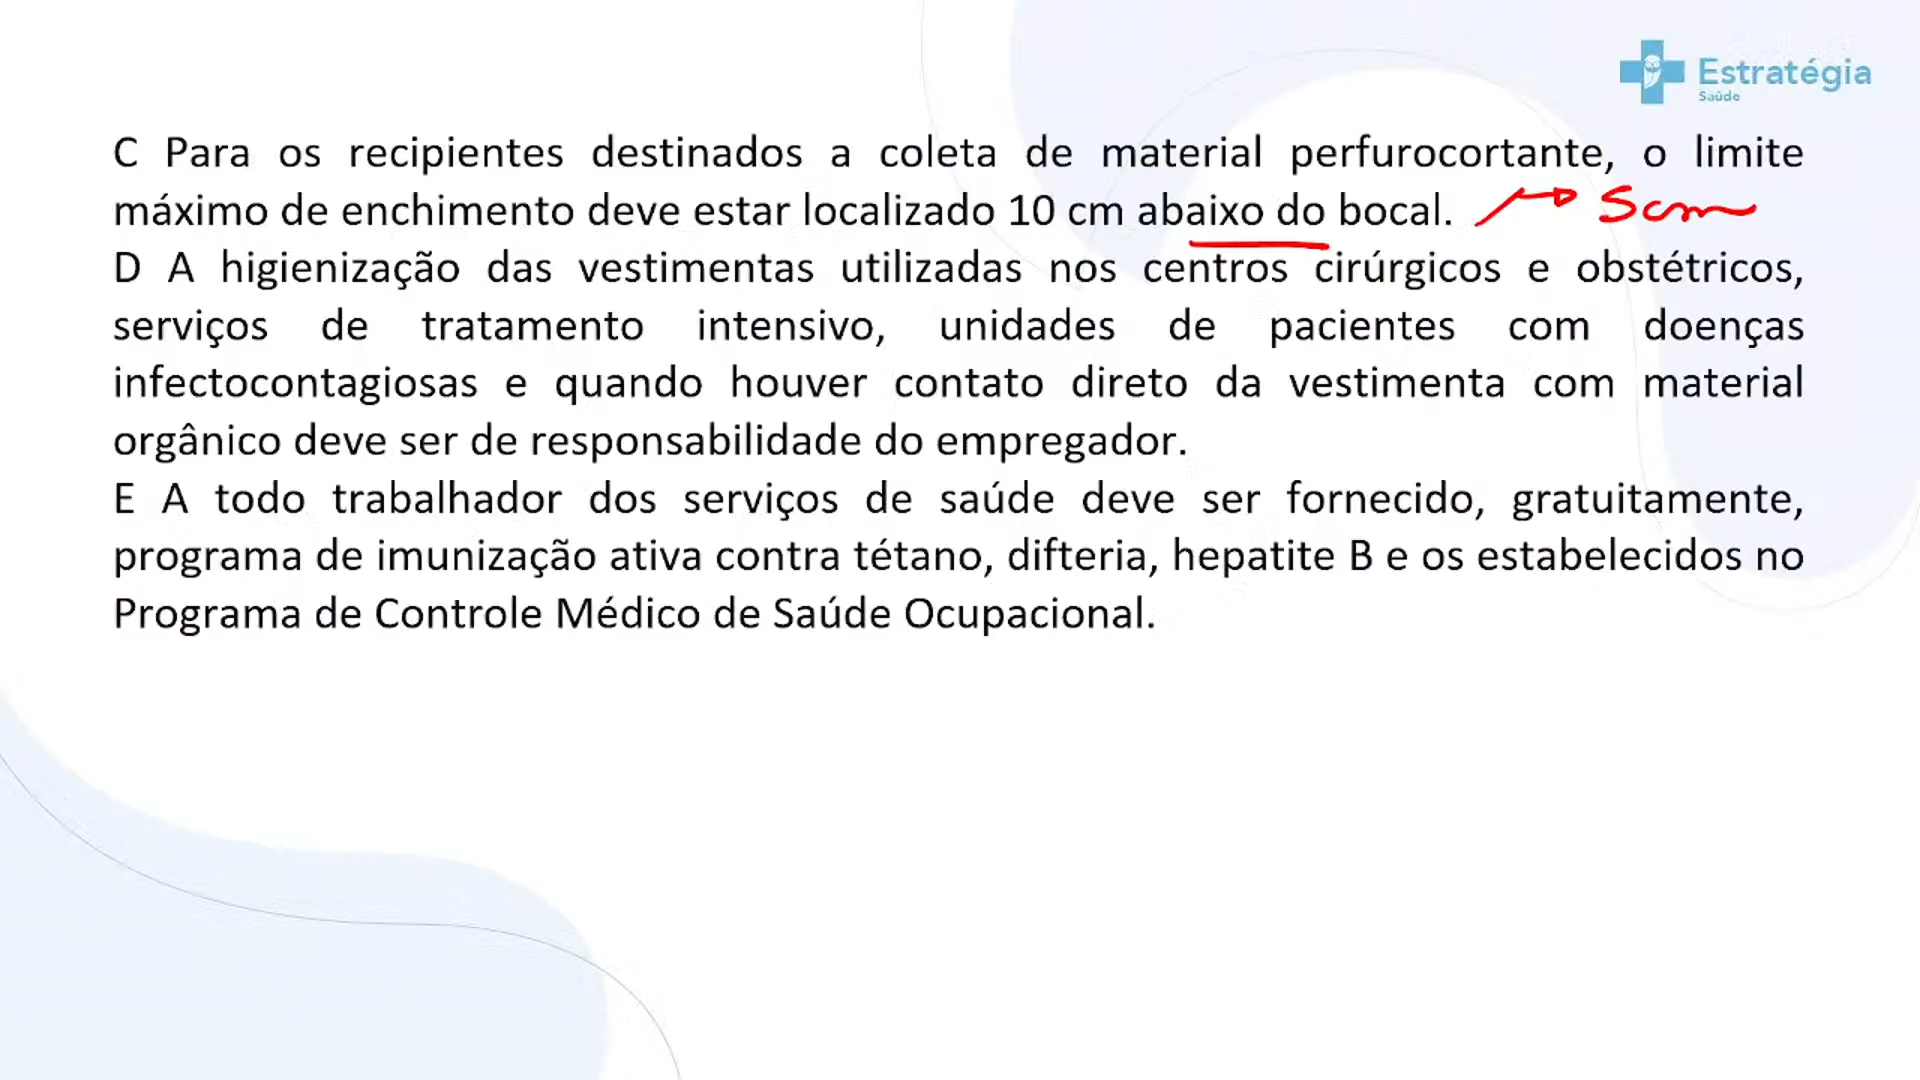 Estratégia
Saúde
C Para os recipientes destinados a coleta de material perfurocortante, o limite
máximo de enchimento deve estar localizado 10 cm abaixo do bocal. 5cm
D A higienização das vestimentas utilizadas nos centros cirúrgicos e obstétricos,
serviços de tratamento intensivo, unidades de pacientes com doenças
infectocontagiosas e quando houver contato direto da vestimenta com material
orgânico deve ser de responsabilidade do empregador.
E A todo trabalhador dos serviços de saúde deve ser fornecido, gratuitamente,
programa de imunização ativa contra tétano, difteria, hepatite B e os estabelecidos no
Programa de Controle Médico de Saúde Ocupacional.